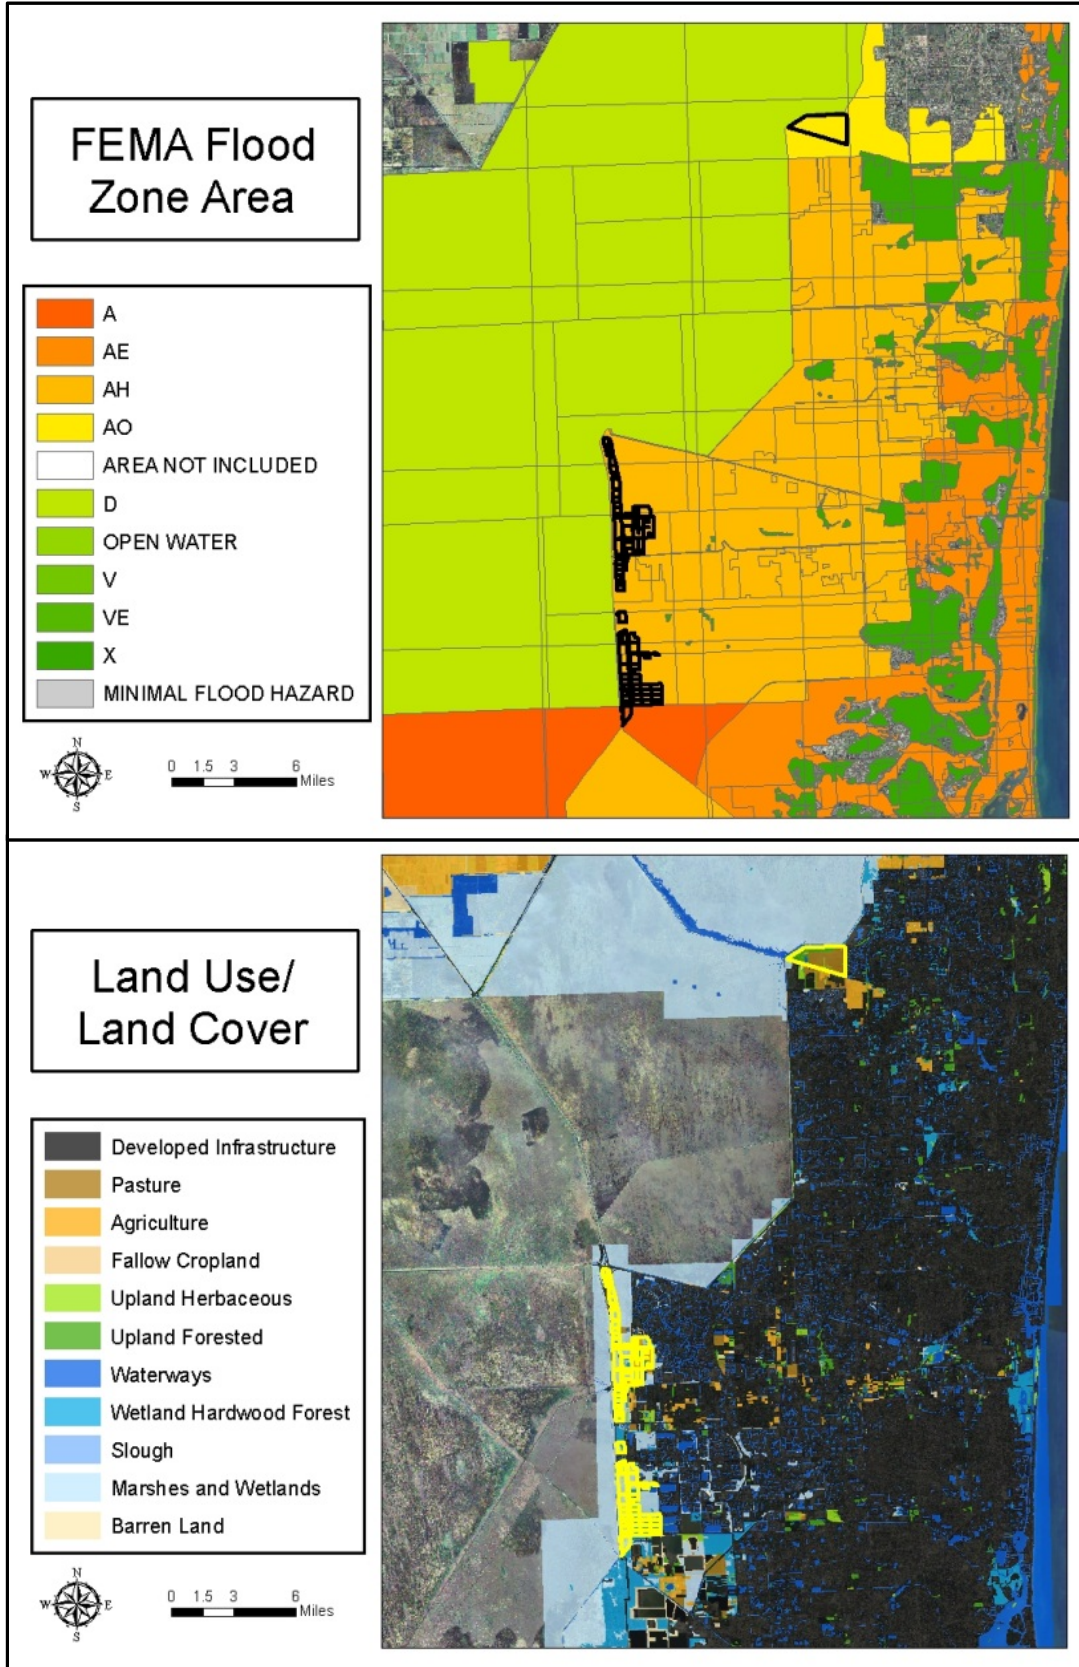 FEMA Flood
Zone Area
A
AE
AH
AO
AREA NOT INCLUDED
D
OPEN WATER
V
VE
X
MINIMAL FLOOD HAZARD
N
W E
S
0 1.5 3 6
Miles
Land Use/
Land Cover
Developed Infrastructure
Pasture
Agriculture
Fallow Cropland
Upland Herbaceous
Upland Forested
Waterways
Wetland Hardwood Forest
Slough
Marshes and Wetlands
Barren Land
N
W E
S
0 1.5 3 6
Miles